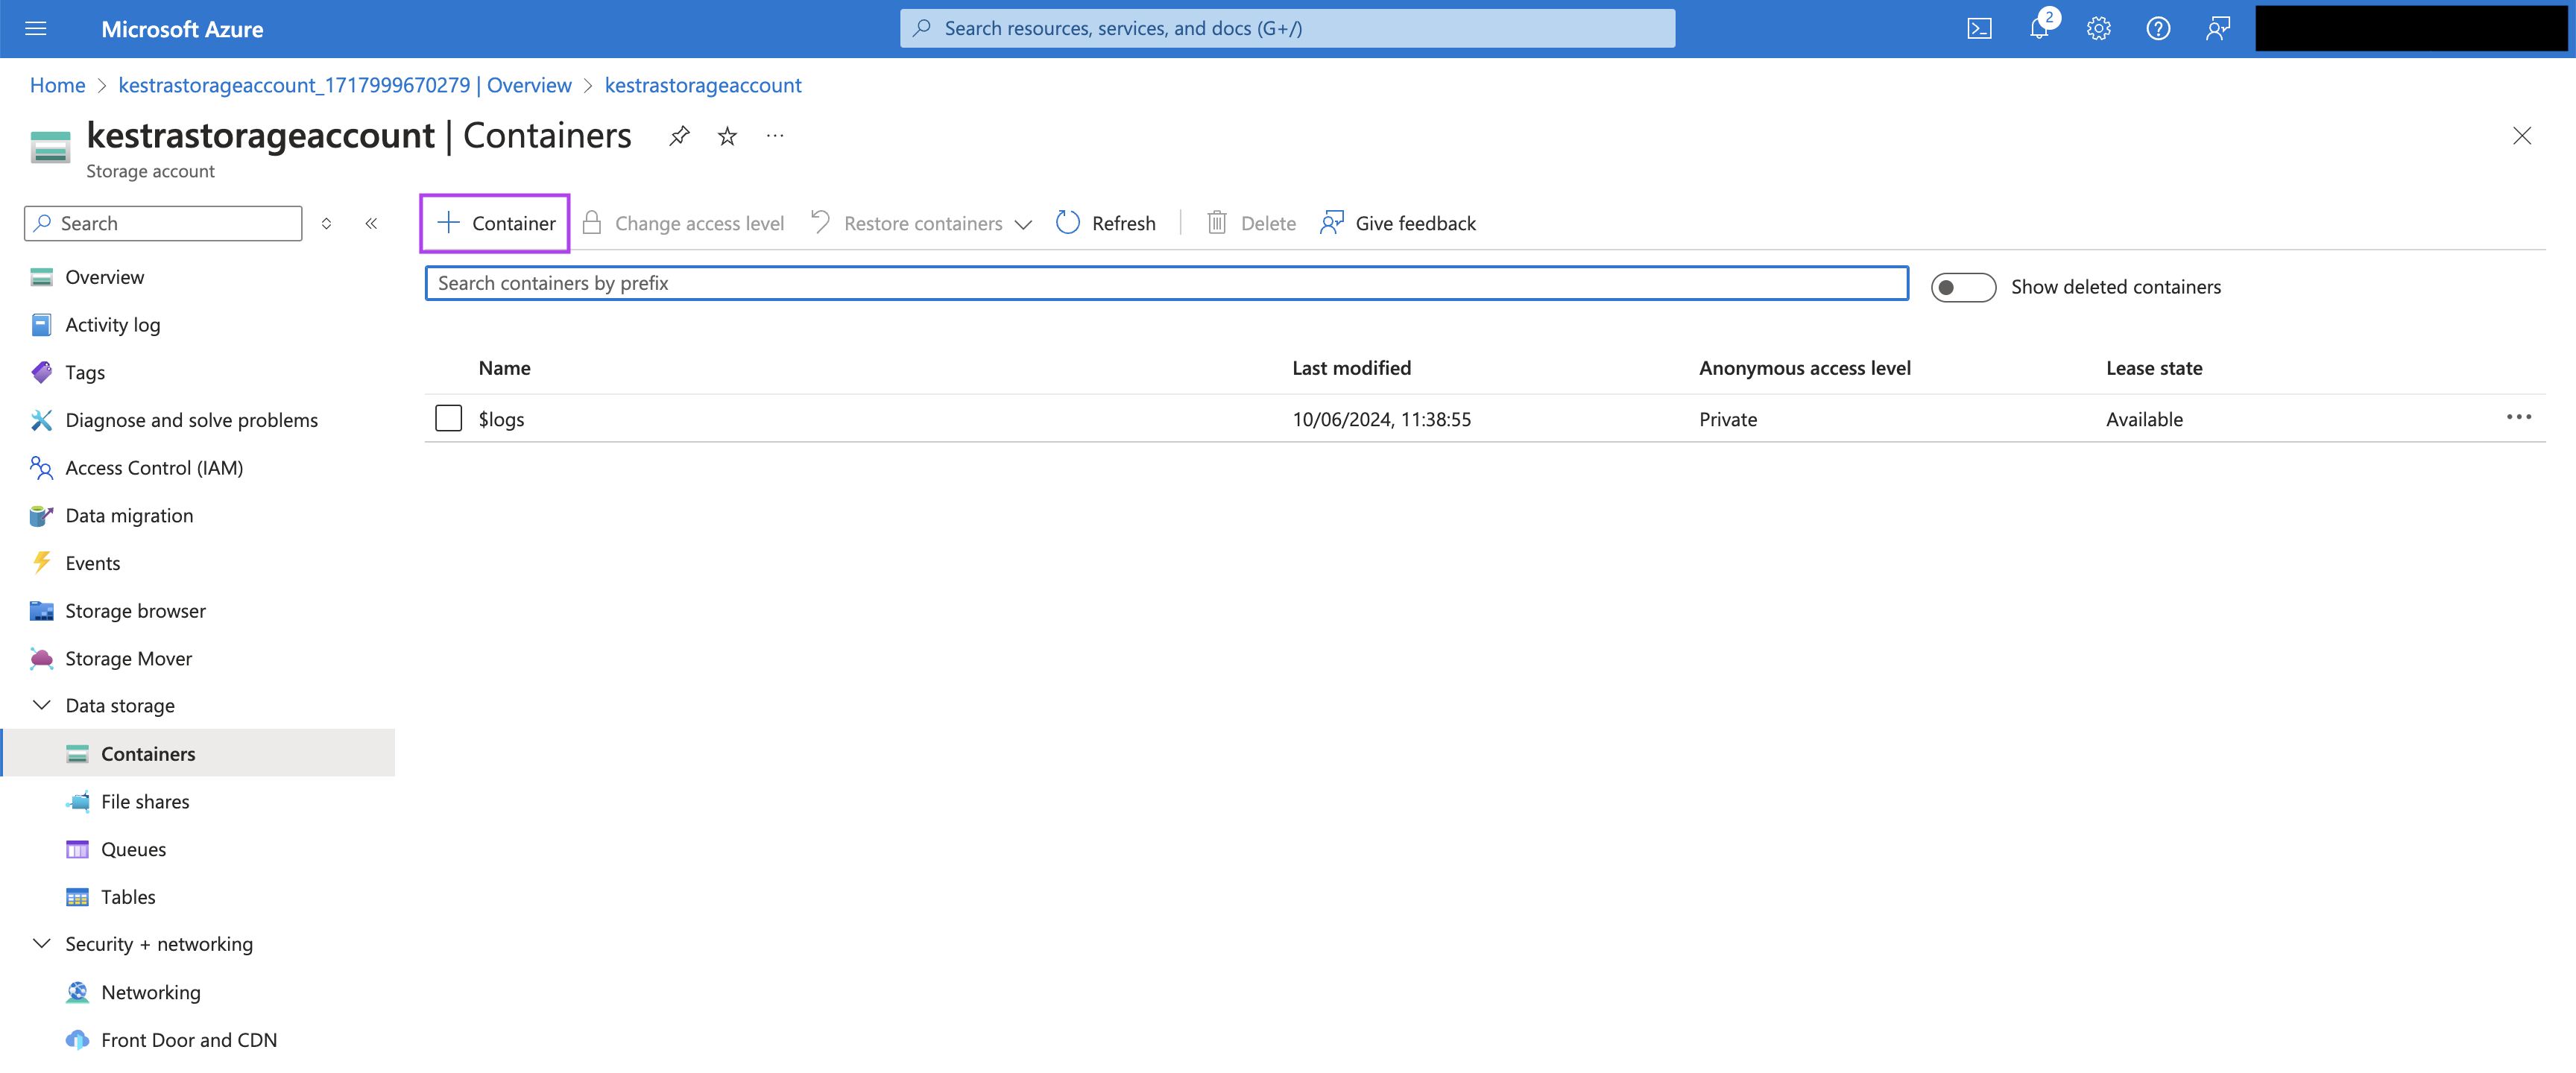 Microsoft Azure
Search resources, services, and docs (G+/)
2
Home > kestrastorageaccount_1717999670279 | Overview > kestrastorageaccount
kestrastorageaccount | Containers
Storage account
Search
Container
Change access level
Restore containers
Refresh
Delete
Give feedback
Search containers by prefix
Show deleted containers
Name Last modified Anonymous access level Lease state
$logs 10/06/2024, 11:38:55 Private Available
Overview
Activity log
Tags
Diagnose and solve problems
Access Control (IAM)
Data migration
Events
Storage browser
Storage Mover
Data storage
Containers
File shares
Queues
Tables
Security + networking
Networking
Front Door and CDN